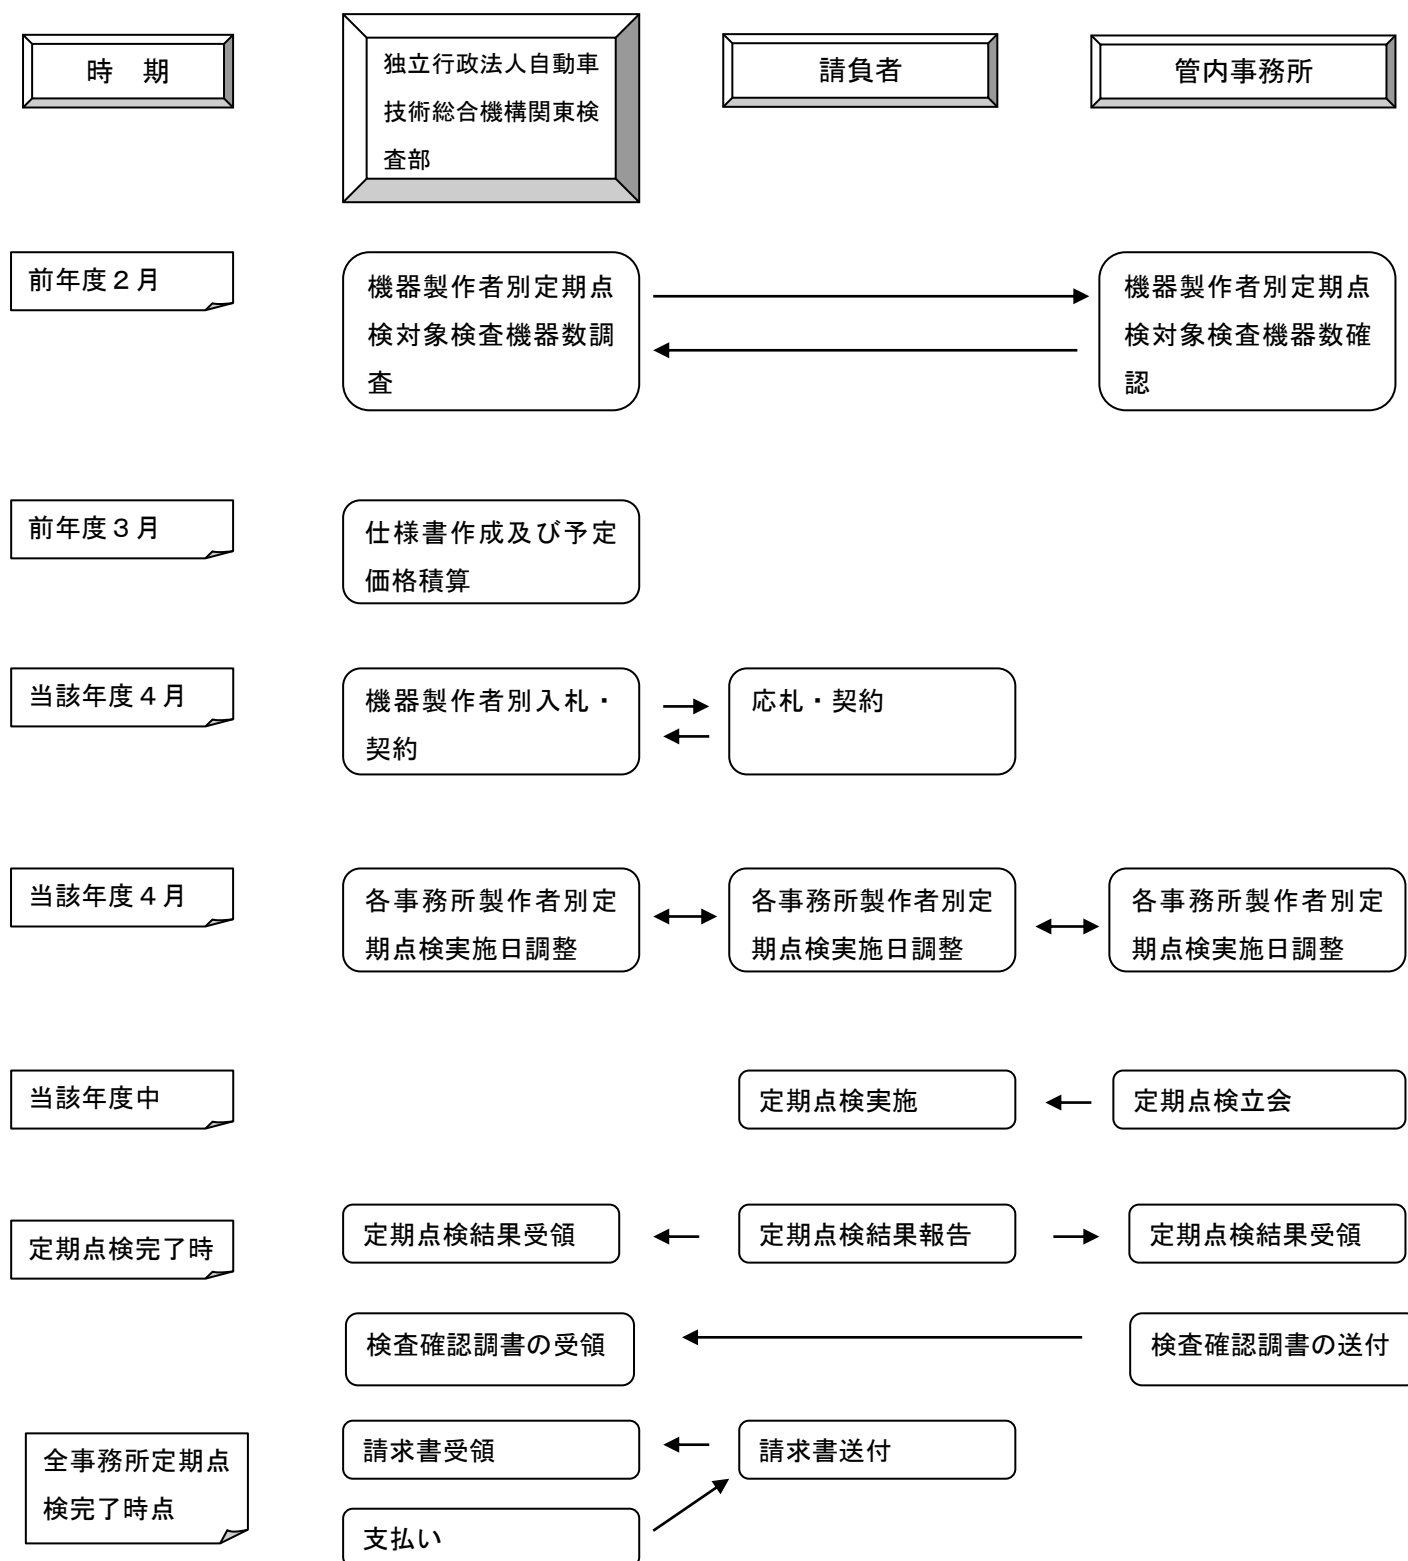 時　期
独立行政法人自動車
技術総合機構関東検
査部
請負者
管内事務所
前年度２月
機器製作者別定期点
検対象検査機器数調
査
機器製作者別定期点
検対象検査機器数確
認
前年度３月
仕様書作成及び予定
価格積算
当該年度４月
機器製作者別入札・
契約
応札・契約
当該年度４月
各事務所製作者別定
期点検実施日調整
各事務所製作者別定
期点検実施日調整
各事務所製作者別定
期点検実施日調整
当該年度中
定期点検実施
定期点検立会
定期点検完了時
定期点検結果受領
定期点検結果報告
定期点検結果受領
検査確認調書の受領
検査確認調書の送付
全事務所定期点
検完了時点
請求書受領
請求書送付
支払い